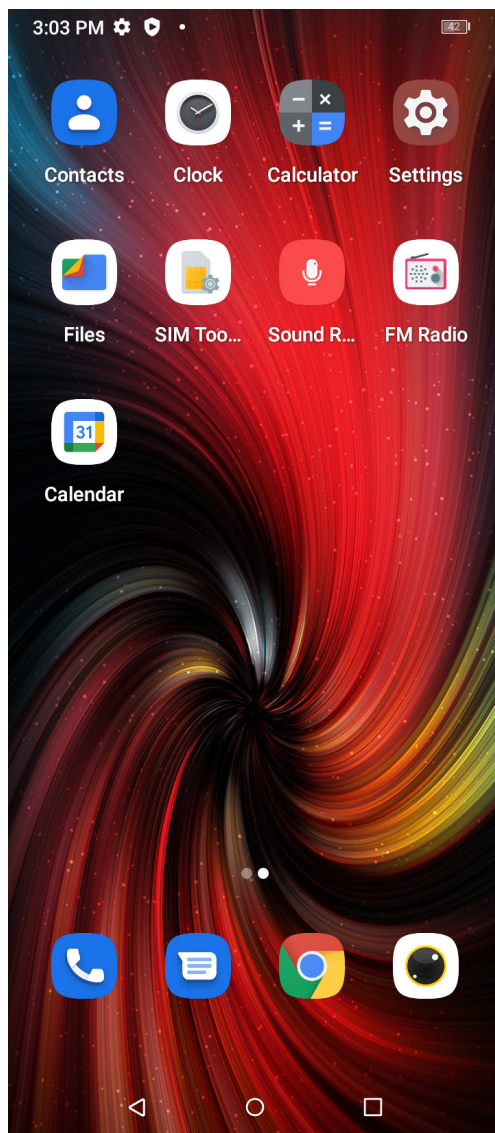 3:03 PM
42
Contacts
Clock
Calculator
Settings
Files
SIM Too...
Sound R...
FM Radio
31
Calendar